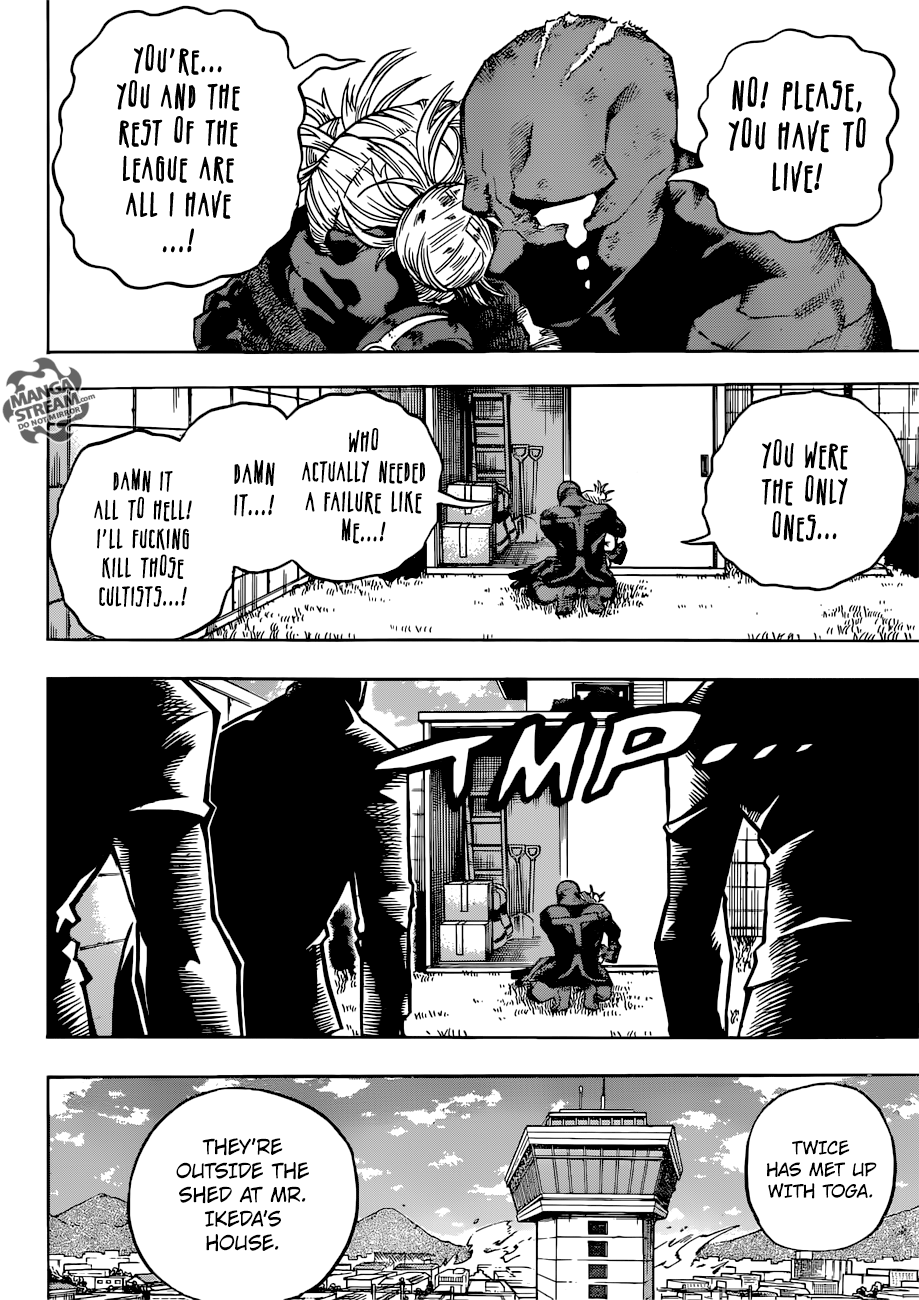 NO! PLEASE,
YOU HAVE TO
LIVE!
YOU'RE...
YOU AND THE
REST OF THE
LEAGUE ARE
ALL I HAVE
...!
YOU WERE
THE ONLY
ONES...
WHO
ACTUALLY NEEDED
A FAILURE LIKE
ME...!
DAMN
IT...!
DAMN IT
ALL TO HELL!
I'LL FUCKING
KILL THOSE
CULTISTS...!
MANGA
STREAM.com
DO NOT MIRROR
TMP...
TWICE
HAS MET UP
WITH TOGA.
THEY'RE
OUTSIDE THE
SHED AT MR.
IKEDA'S
HOUSE.